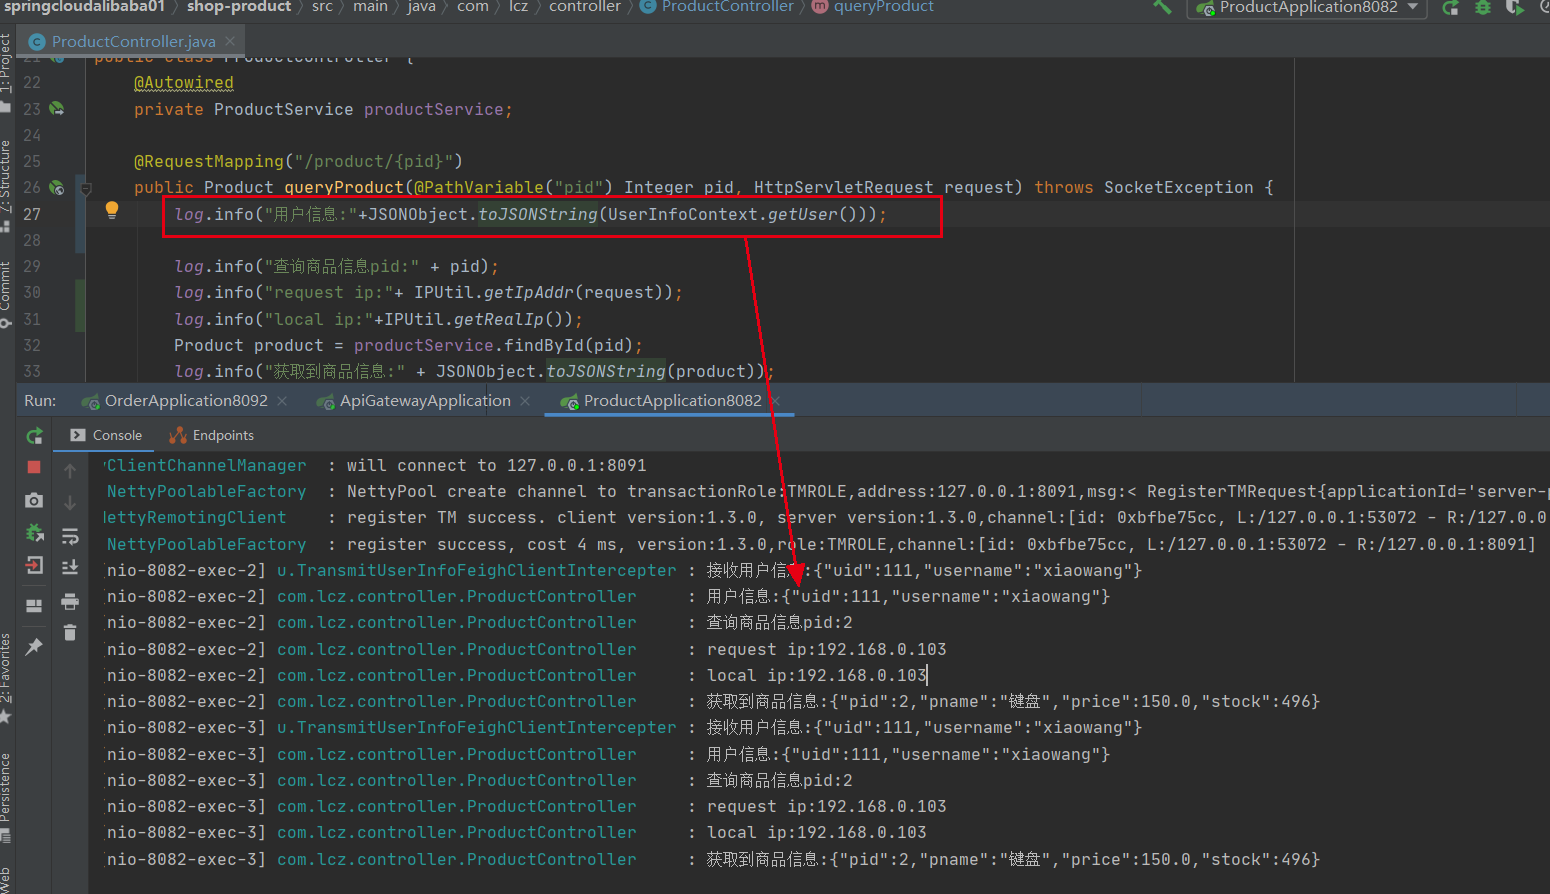 springcloudalibaba01 > shop-product > src > main > java > com > lcz > controller > ProductController > queryProduct ProductApplication8082
ProductController.java
21 public class ProductController {
22 @Autowired
23 private ProductService productService;
24
25 @RequestMapping("/product/{pid}")
26 public Product queryProduct(@PathVariable("pid") Integer pid, HttpServletRequest request) throws SocketException {
27 log.info("用户信息:"+JSONObject.toJSONString(UserInfoContext.getUser()));
28
29 log.info("查询商品信息pid:" + pid);
30 log.info("request ip:"+ IPUtil.getIpAddr(request));
31 log.info("local ip:"+IPUtil.getRealIp());
32 Product product = productService.findById(pid);
33 log.info("获取到商品信息:" + JSONObject.toJSONString(product));
1: Project
7: Structure
Commit
2: Favorites
Persistence
Web
Run: OrderApplication8092 ApiGatewayApplication ProductApplication8082
Console Endpoints
yClientChannelManager : will connect to 127.0.0.1:8091
NettyPoolableFactory : NettyPool create channel to transactionRole:TMROLE,address:127.0.0.1:8091,msg:< RegisterTMRequest{applicationId='server-p
NettyRemotingClient : register TM success. client version:1.3.0, server version:1.3.0,channel:[id: 0xbfbe75cc, L:/127.0.0.1:53072 - R:/127.0.0
NettyPoolableFactory : register success, cost 4 ms, version:1.3.0,role:TMROLE,channel:[id: 0xbfbe75cc, L:/127.0.0.1:53072 - R:/127.0.0.1:8091]
[nio-8082-exec-2] u.TransmitUserInfoFeighClientIntercepter : 接收用户信息:{"uid":111,"username":"xiaowang"}
[nio-8082-exec-2] com.lcz.controller.ProductController : 用户信息:{"uid":111,"username":"xiaowang"}
[nio-8082-exec-2] com.lcz.controller.ProductController : 查询商品信息pid:2
[nio-8082-exec-2] com.lcz.controller.ProductController : request ip:192.168.0.103
[nio-8082-exec-2] com.lcz.controller.ProductController : local ip:192.168.0.103
[nio-8082-exec-2] com.lcz.controller.ProductController : 获取到商品信息:{"pid":2,"pname":"键盘","price":150.0,"stock":496}
[nio-8082-exec-3] u.TransmitUserInfoFeighClientIntercepter : 接收用户信息:{"uid":111,"username":"xiaowang"}
[nio-8082-exec-3] com.lcz.controller.ProductController : 用户信息:{"uid":111,"username":"xiaowang"}
[nio-8082-exec-3] com.lcz.controller.ProductController : 查询商品信息pid:2
[nio-8082-exec-3] com.lcz.controller.ProductController : request ip:192.168.0.103
[nio-8082-exec-3] com.lcz.controller.ProductController : local ip:192.168.0.103
[nio-8082-exec-3] com.lcz.controller.ProductController : 获取到商品信息:{"pid":2,"pname":"键盘","price":150.0,"stock":496}